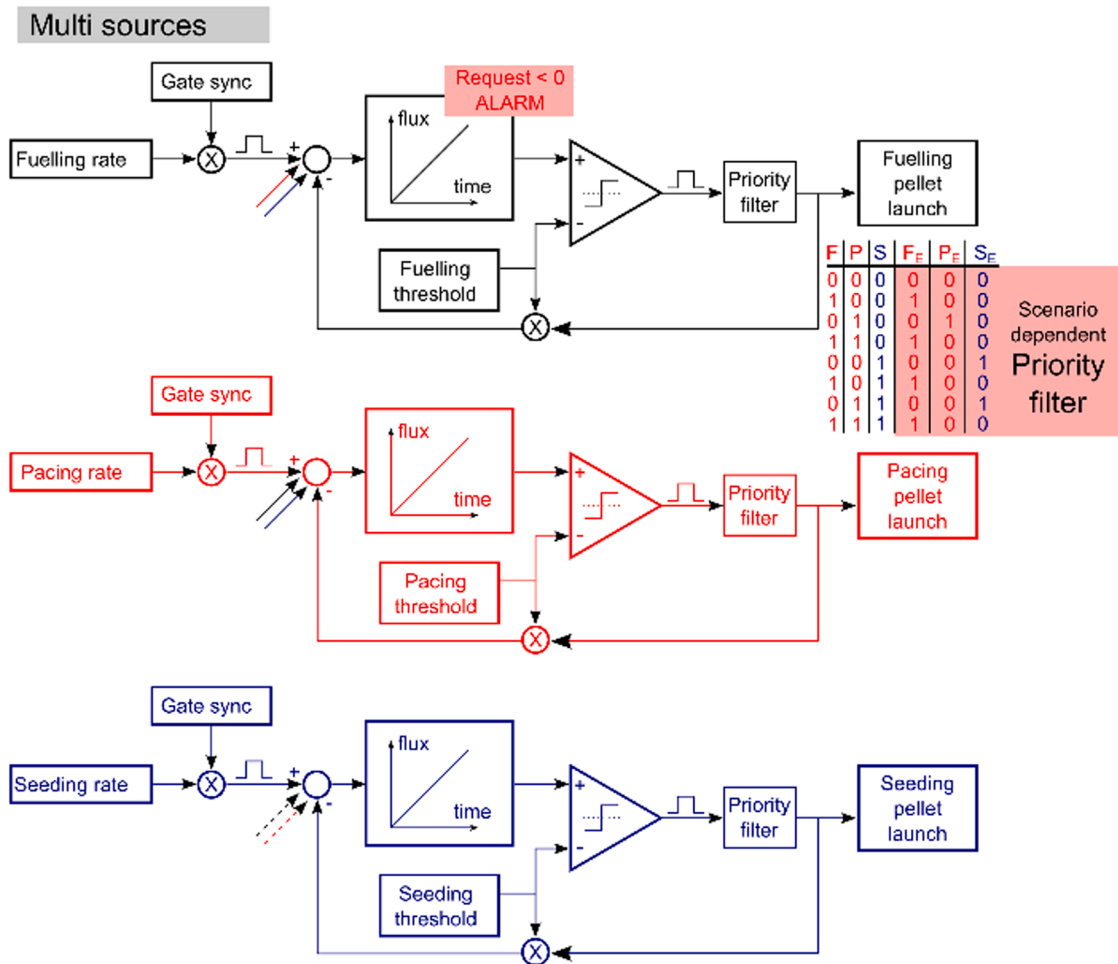 Multi sources
Gate sync
Request < 0
ALARM
Fuelling rate
X
+
-
flux
time
+
-
Priority
filter
Fuelling
pellet
launch
Fuelling
threshold
X
F P S F_E P_E S_E
0 0 0 0 0 0
1 0 0 1 0 0
0 1 0 0 1 0
1 1 0 1 0 0
0 0 1 0 0 1
1 0 1 1 0 0
0 1 1 0 0 1
1 1 1 1 0 0
Scenario
dependent
Priority
filter
Gate sync
Pacing rate
X
+
-
flux
time
+
-
Priority
filter
Pacing
pellet
launch
Pacing
threshold
X
Gate sync
Seeding rate
X
+
-
flux
time
+
-
Priority
filter
Seeding
pellet
launch
Seeding
threshold
X